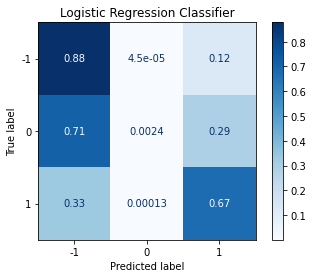 Logistic Regression Classifier
True label
-1 0.88 4.5e-05 0.12
0 0.71 0.0024 0.29
1 0.33 0.00013 0.67
-1 0 1
Predicted label
0.8
0.7
0.6
0.5
0.4
0.3
0.2
0.1